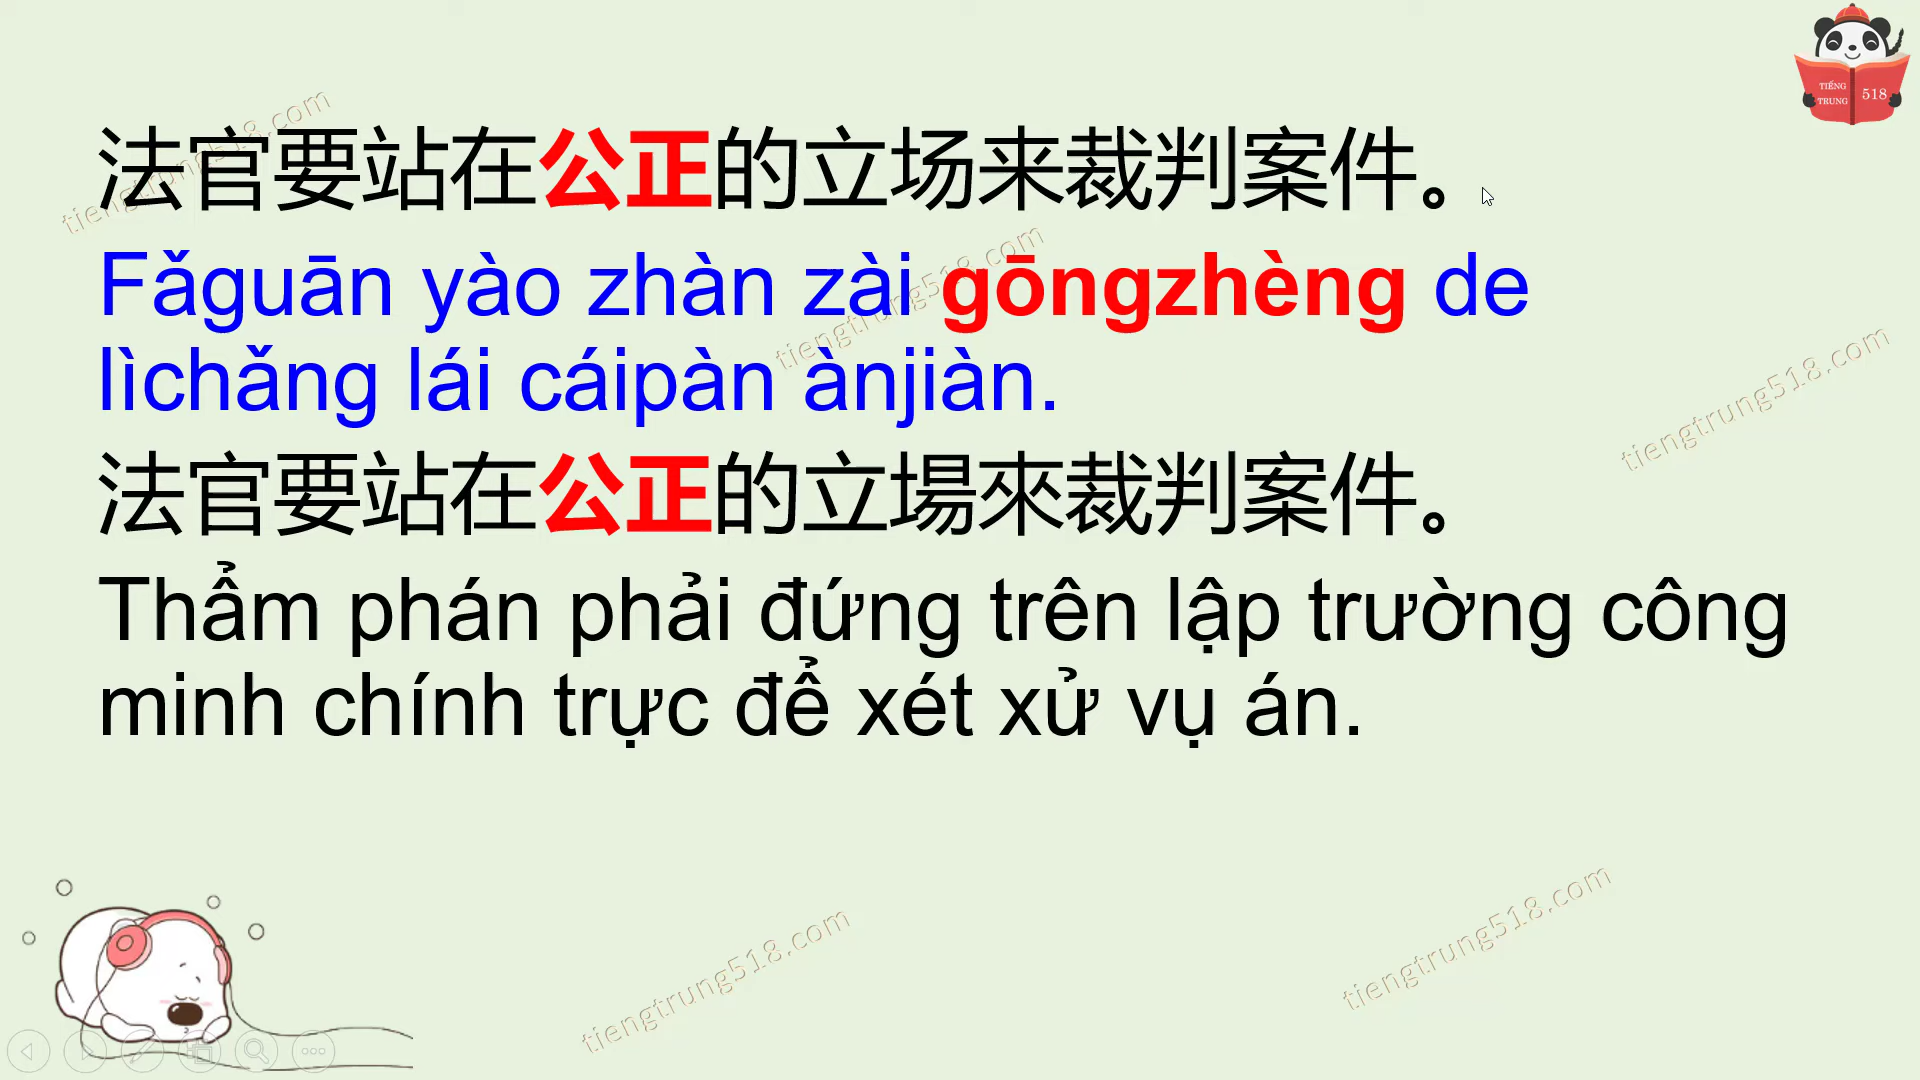 TIẾNG
TRUNG
518
法官要站在公正的立场来裁判案件。
Fǎguān yào zhàn zài gōngzhèng de
lìchǎng lái cáipàn ànjiàn.
法官要站在公正的立場來裁判案件。
Thẩm phán phải đứng trên lập trường công
minh chính trực để xét xử vụ án.
tiengtrung518.com
tiengtrung518.com
tiengtrung518.com
tiengtrung518.com
tiengtrung518.com